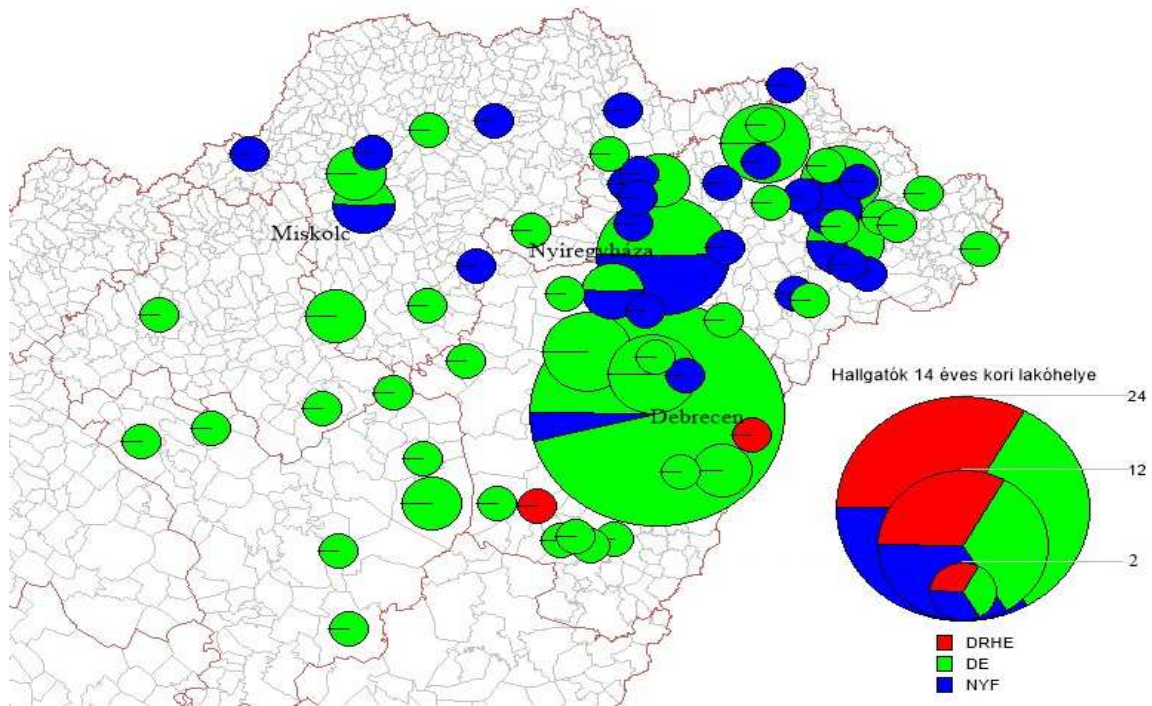 Miskolc
Nyíregyháza
Debrecen
Hallgatók 14 éves kori lakóhelye
24
12
2
DRHE
DE
NYF